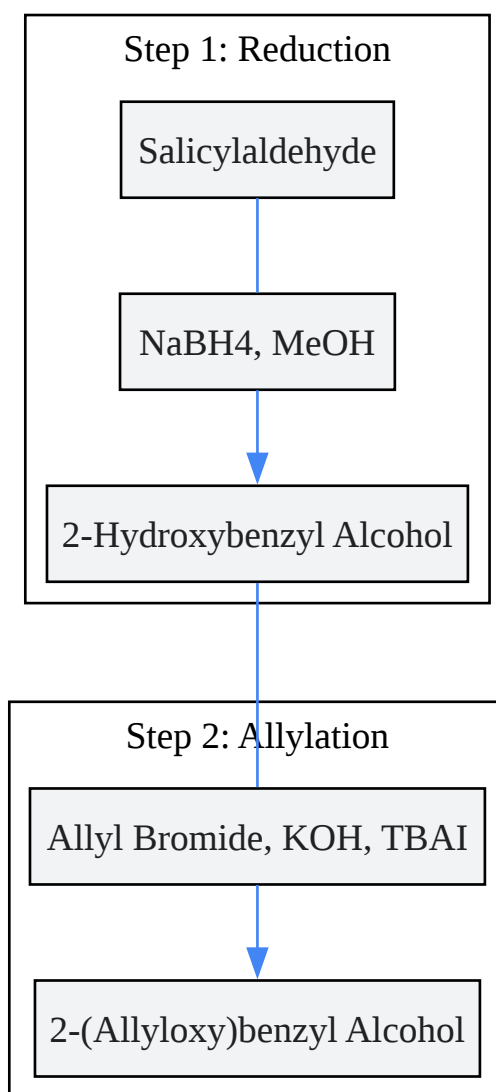 Step 1: Reduction
Salicylaldehyde
NaBH4, MeOH
2-Hydroxybenzyl Alcohol
Step 2: Allylation
Allyl Bromide, KOH, TBAI
2-(Allyloxy)benzyl Alcohol